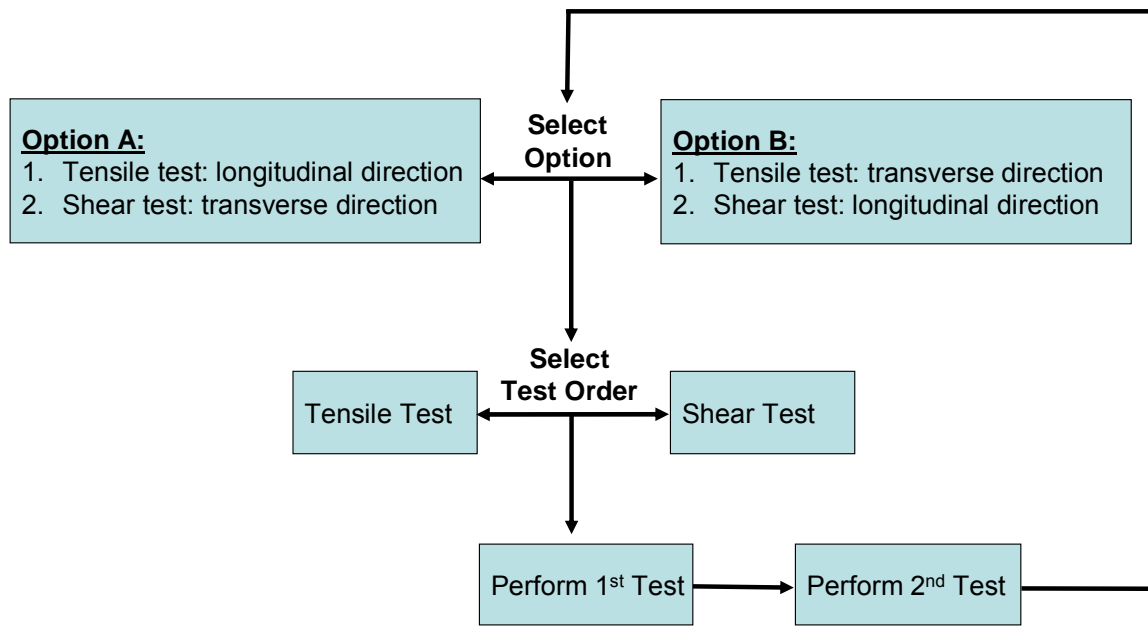 Select
Option
Option A:
1. Tensile test: longitudinal direction
2. Shear test: transverse direction
Option B:
1. Tensile test: transverse direction
2. Shear test: longitudinal direction
Select
Test Order
Tensile Test
Shear Test
Perform 1st Test
Perform 2nd Test